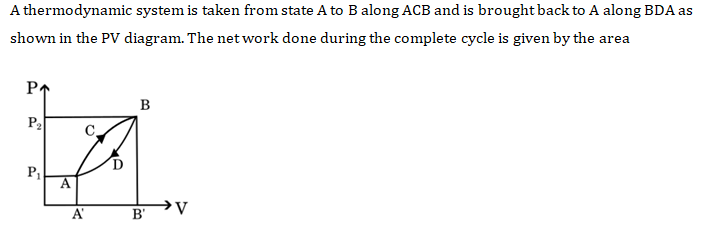 A thermodynamic system is taken from state A to B along ACB and is brought back to A along BDA as
shown in the PV diagram. The net work done during the complete cycle is given by the area
P
B
P₂
C
D
P₁
A
V
A'
B'